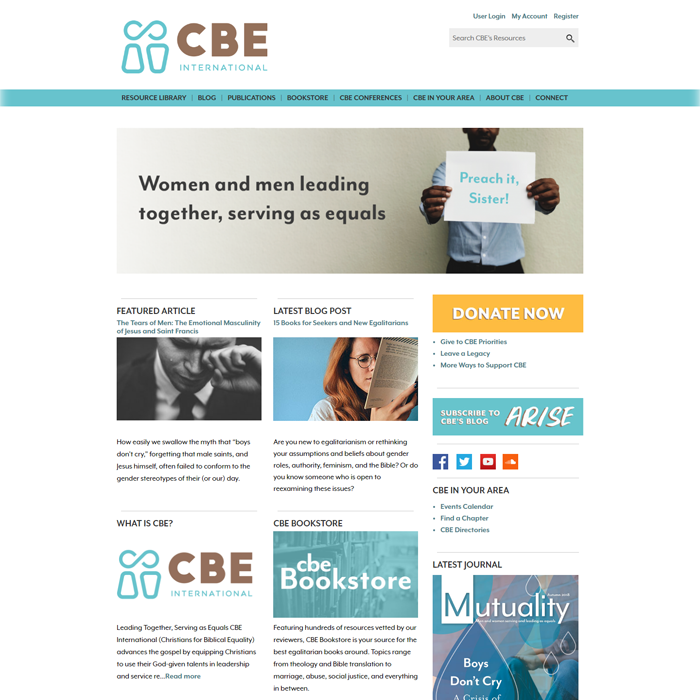 User Login My Account Register
CBE
INTERNATIONAL
Search CBE's Resources
RESOURCE LIBRARY | BLOG | PUBLICATIONS | BOOKSTORE | CBE CONFERENCES | CBE IN YOUR AREA | ABOUT CBE | CONNECT
Women and men leading
together, serving as equals
Preach it,
Sister!
FEATURED ARTICLE
The Tears of Men: The Emotional Masculinity
of Jesus and Saint Francis
How easily we swallow the myth that “boys
don’t cry,” forgetting that male saints, and
Jesus himself, often failed to conform to the
gender stereotypes of their (or our) day.
LATEST BLOG POST
15 Books for Seekers and New Egalitarians
Are you new to egalitarianism or rethinking
your assumptions and beliefs about gender
roles, authority, feminism, and the Bible? Or do
you know someone who is open to
reexamining these issues?
DONATE NOW
• Give to CBE Priorities
• Leave a Legacy
• More Ways to Support CBE
SUBSCRIBE TO
CBE'S BLOG
ARISE
CBE IN YOUR AREA
• Events Calendar
• Find a Chapter
• CBE Directories
WHAT IS CBE?
CBE
INTERNATIONAL
Leading Together, Serving as Equals CBE
International (Christians for Biblical Equality)
advances the gospel by equipping Christians
to use their God-given talents in leadership
and service re...Read more
CBE BOOKSTORE
cbe
Bookstore
Featuring hundreds of resources vetted by our
reviewers, CBE Bookstore is your source for the
best egalitarian books around. Topics range
from theology and Bible translation to
marriage, abuse, social justice, and everything
in between.
LATEST JOURNAL
Mutuality
Boys
Don't Cry
A Crisis of